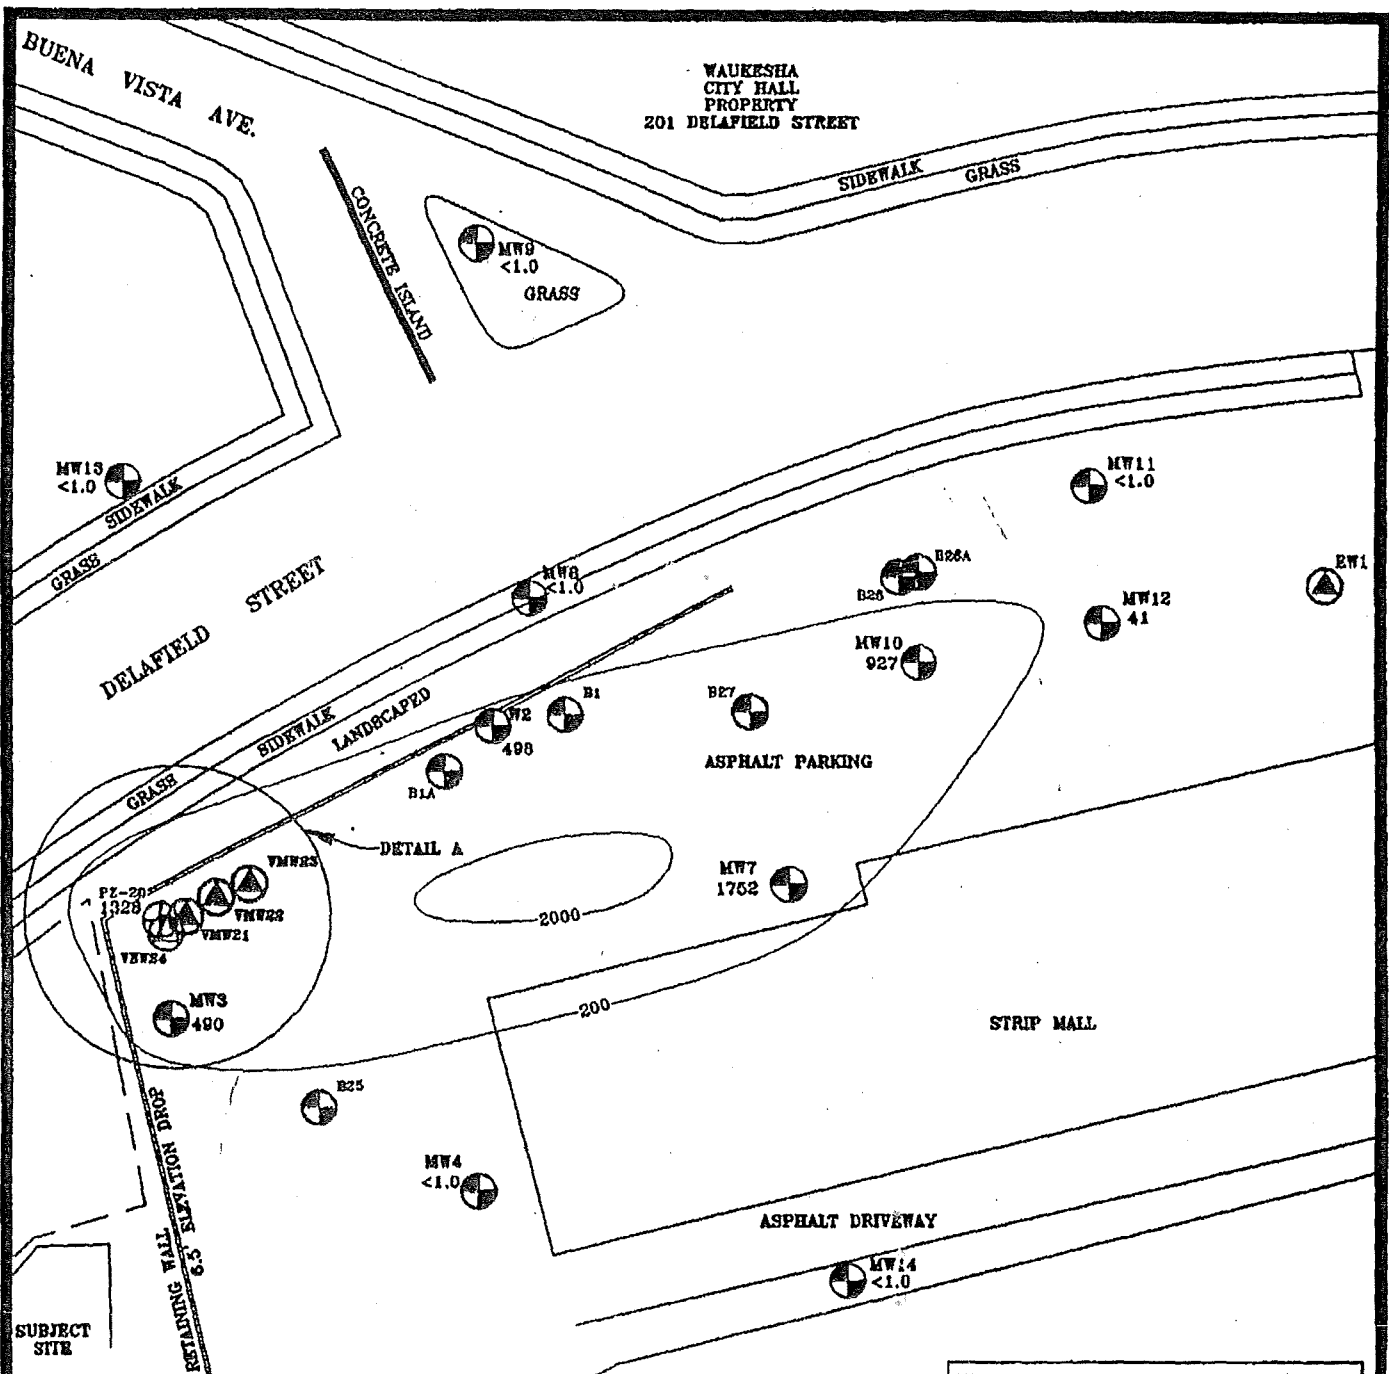 BUENA VISTA AVE.
WAUKESHA
CITY HALL
PROPERTY
201 DELAFIELD STREET
SIDEWALK
GRASS
CONCRETE ISLAND
MW9
<1.0
GRASS
MW13
<1.0
SIDEWALK
GRASS
DELAFIELD STREET
MW11
<1.0
B26A
B26
EW1
MW12
41
MW8
<1.0
MW10
927
B1
B27
W2
498
SIDEWALK
LANDSCAPED
ASPHALT PARKING
B1A
GRASS
DETAIL A
VMW23
MW7
1752
PZ-20
1328
VMW22
2000
VMW21
MW3
490
200
STRIP MALL
B25
RETAINING WALL
6.5' ELEVATION DROP
MW4
<1.0
ASPHALT DRIVEWAY
MW14
<1.0
SUBJECT
SITE